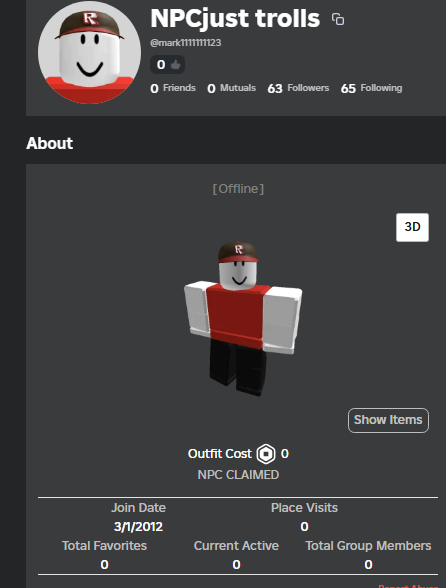 NPCjust trolls
@mark1111111123
0
0 Friends 0 Mutuals 63 Followers 65 Following
About
[Offline]
3D
R
R
Show Items
Outfit Cost 0
NPC CLAIMED
Join Date Place Visits
3/1/2012 0
Total Favorites Current Active Total Group Members
0 0 0
Report Abuse